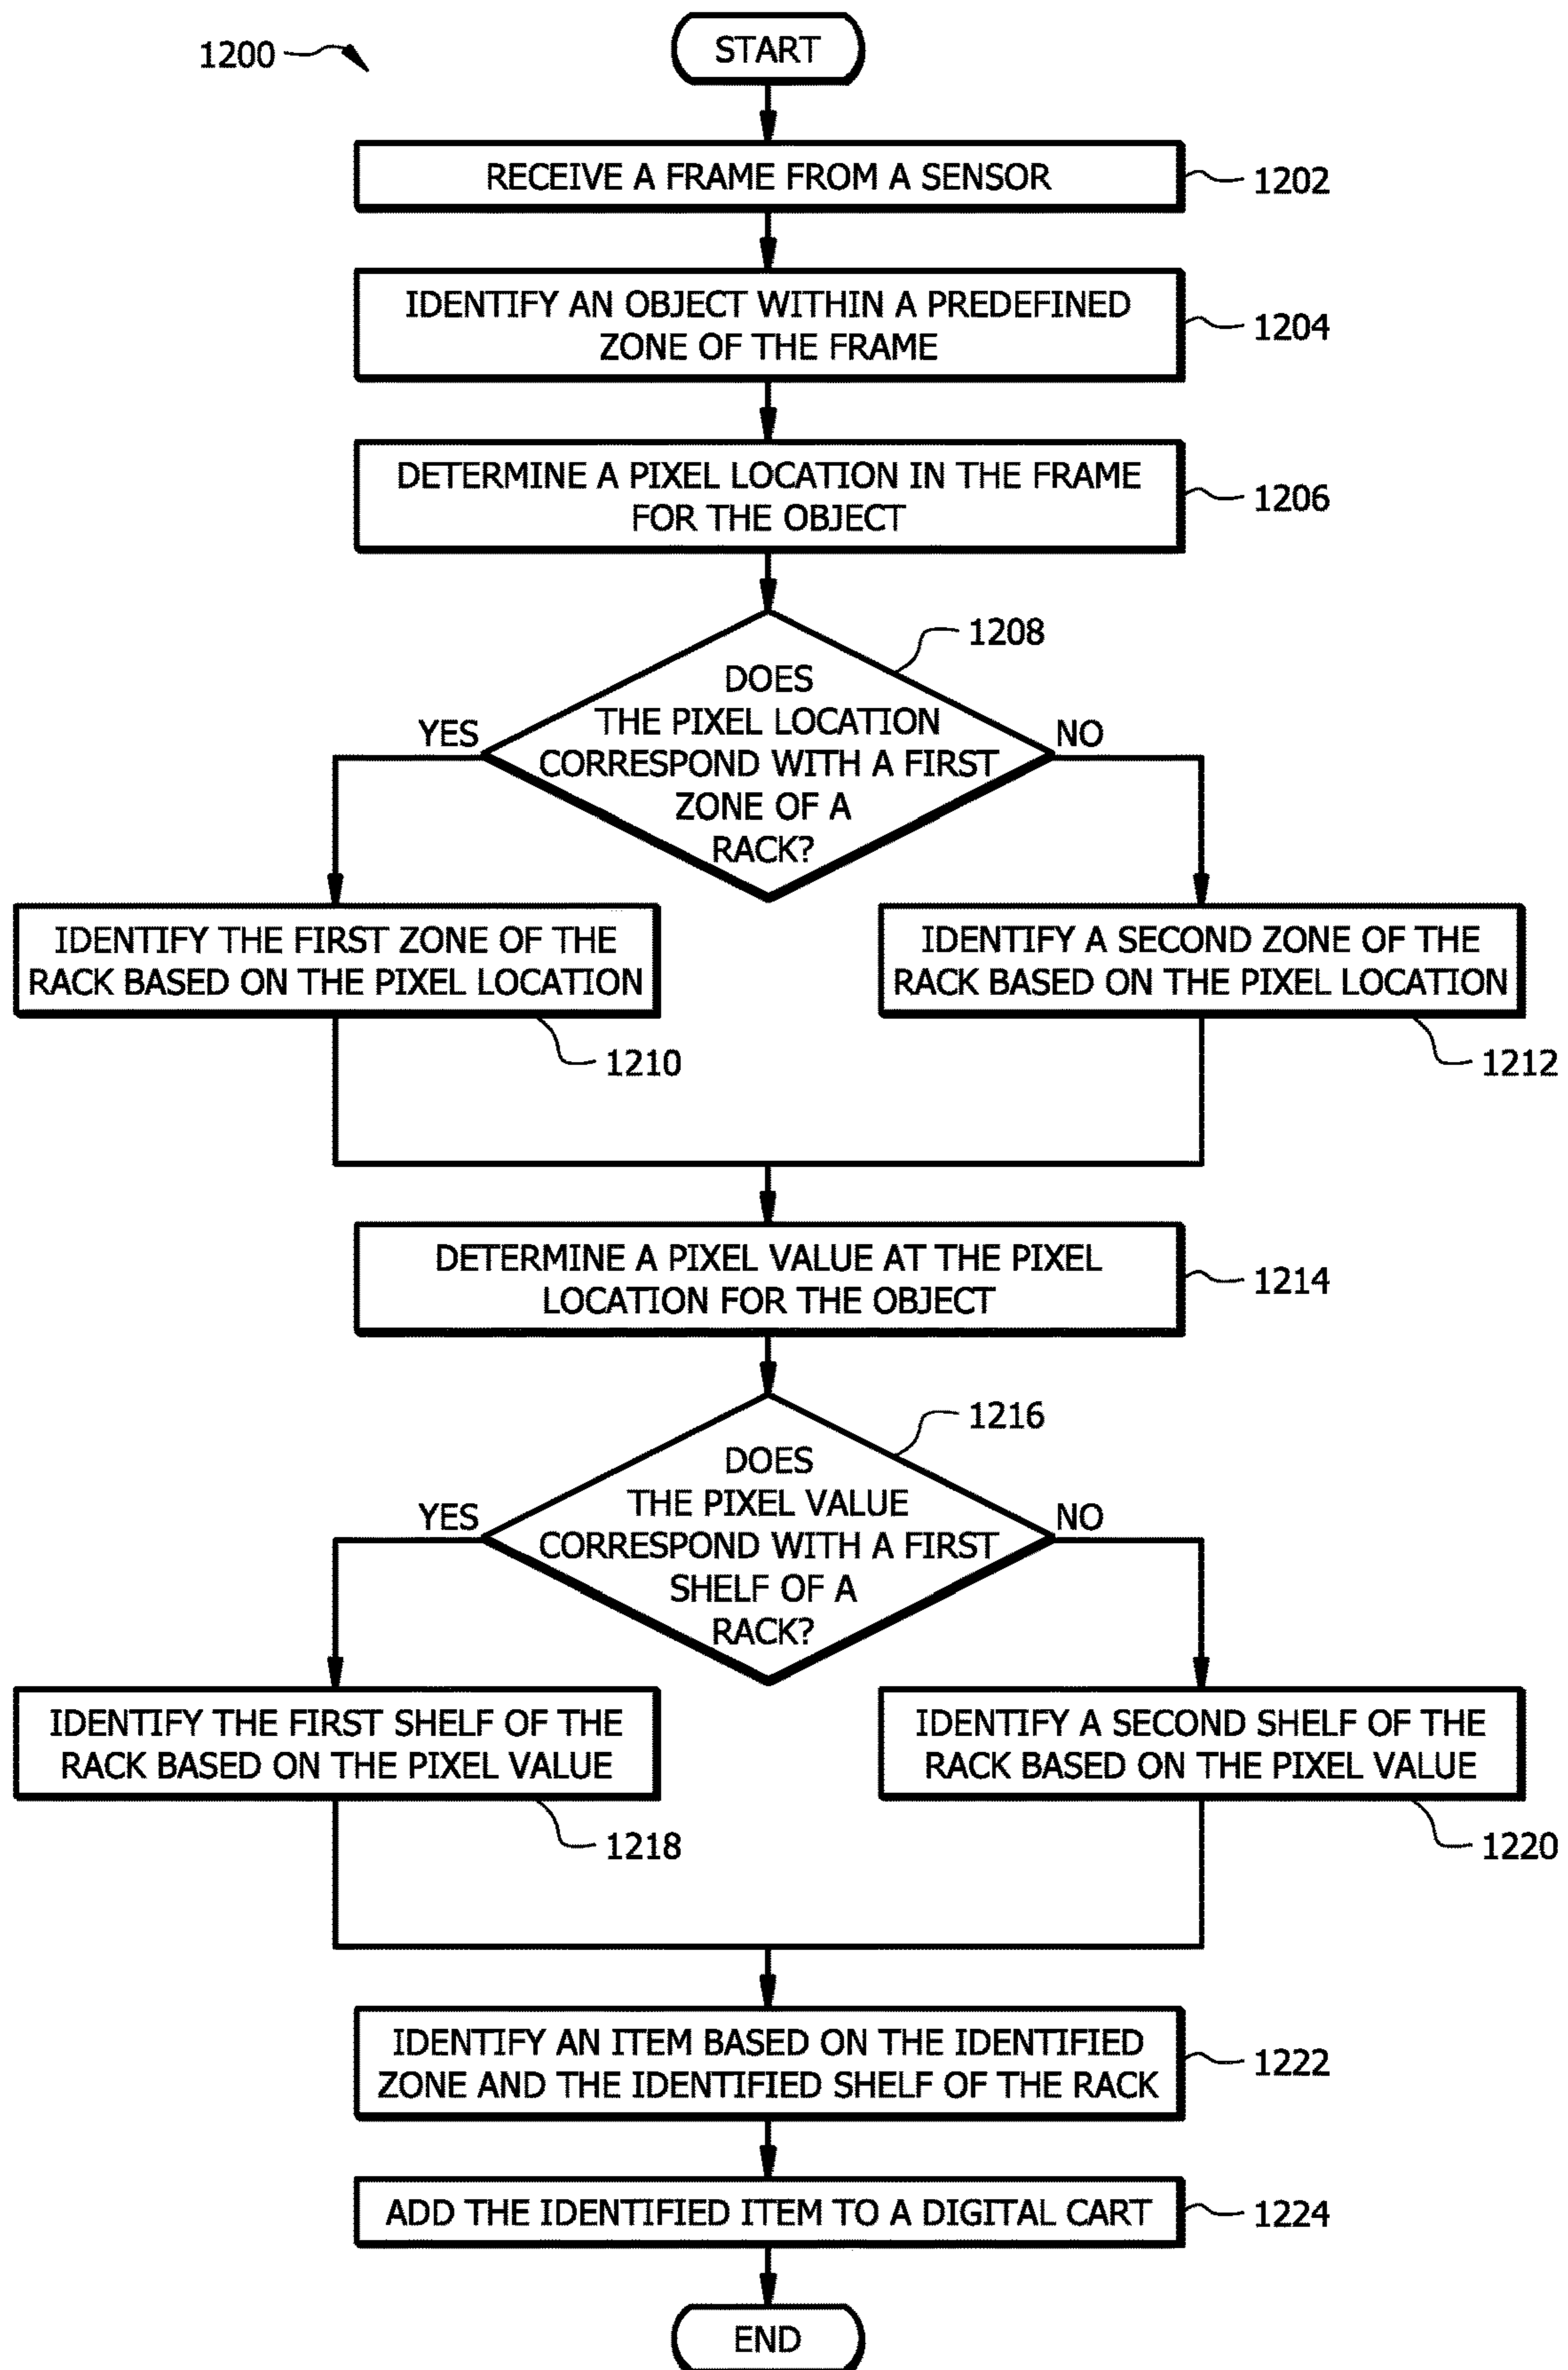 1200
START
RECEIVE A FRAME FROM A SENSOR
1202
IDENTIFY AN OBJECT WITHIN A PREDEFINED
ZONE OF THE FRAME
1204
DETERMINE A PIXEL LOCATION IN THE FRAME
FOR THE OBJECT
1206
1208
DOES
THE PIXEL LOCATION
CORRESPOND WITH A FIRST
ZONE OF A
RACK?
YES
NO
IDENTIFY THE FIRST ZONE OF THE
RACK BASED ON THE PIXEL LOCATION
1210
IDENTIFY A SECOND ZONE OF THE
RACK BASED ON THE PIXEL LOCATION
1212
DETERMINE A PIXEL VALUE AT THE PIXEL
LOCATION FOR THE OBJECT
1214
1216
DOES
THE PIXEL VALUE
CORRESPOND WITH A FIRST
SHELF OF A
RACK?
YES
NO
IDENTIFY THE FIRST SHELF OF THE
RACK BASED ON THE PIXEL VALUE
1218
IDENTIFY A SECOND SHELF OF THE
RACK BASED ON THE PIXEL VALUE
1220
IDENTIFY AN ITEM BASED ON THE IDENTIFIED
ZONE AND THE IDENTIFIED SHELF OF THE RACK
1222
ADD THE IDENTIFIED ITEM TO A DIGITAL CART
1224
END